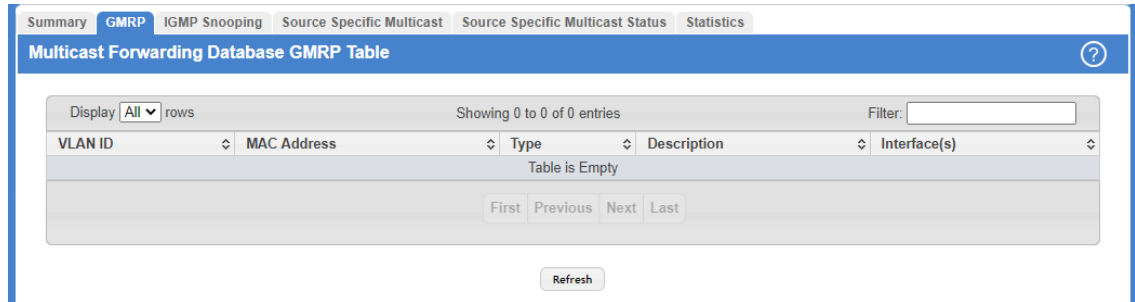 Summary GMRP IGMP Snooping Source Specific Multicast Source Specific Multicast Status Statistics
Multicast Forwarding Database GMRP Table ?
Display All rows Showing 0 to 0 of 0 entries Filter:
VLAN ID MAC Address Type Description Interface(s)
Table is Empty
First Previous Next Last
Refresh